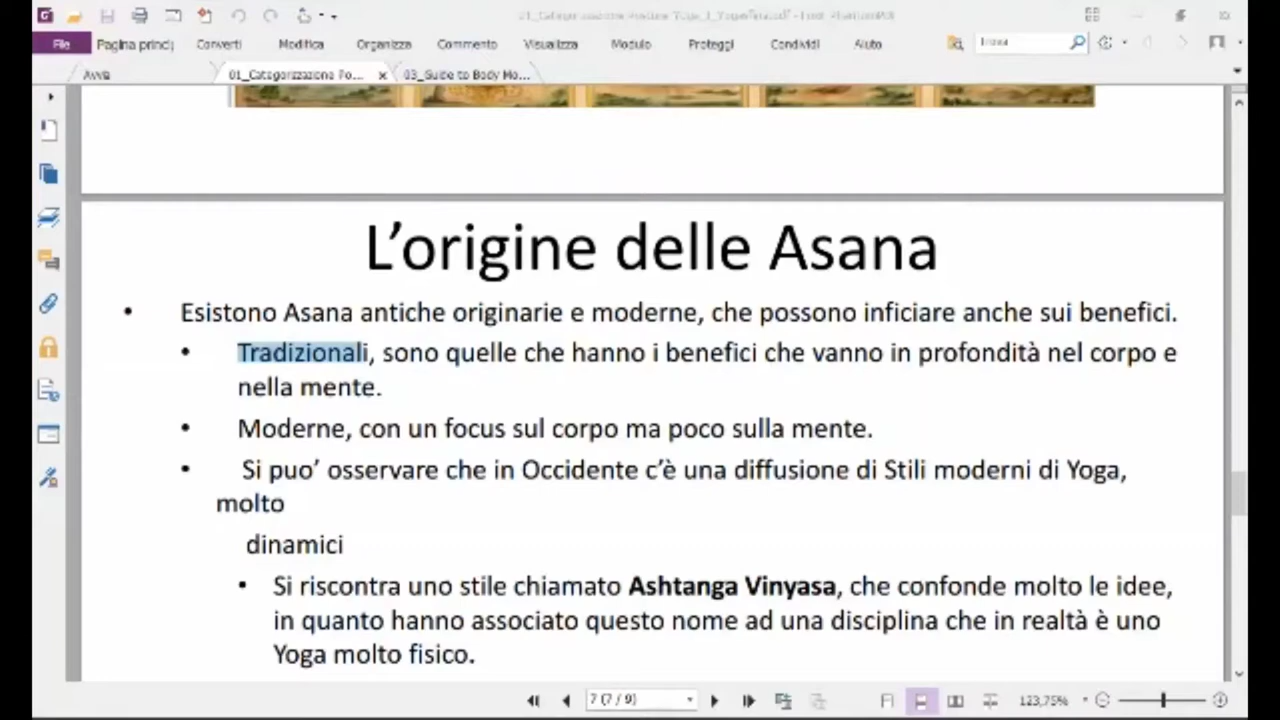 File Pagina princi Converti Modifica Organizza Commento Visualizza Modulo Proteggi Condividi Aiuto
Avvia 01_Categorizzazione Po... 03_Guide to Body Mo...
L’origine delle Asana
• Esistono Asana antiche originarie e moderne, che possono inficiare anche sui benefici.
• Tradizionali, sono quelle che hanno i benefici che vanno in profondità nel corpo e
nella mente.
• Moderne, con un focus sul corpo ma poco sulla mente.
• Si puo’ osservare che in Occidente c’è una diffusione di Stili moderni di Yoga,
molto
dinamici
• Si riscontra uno stile chiamato Ashtanga Vinyasa, che confonde molto le idee,
in quanto hanno associato questo nome ad una disciplina che in realtà è uno
Yoga molto fisico.
7 (7 / 9) 123,75%